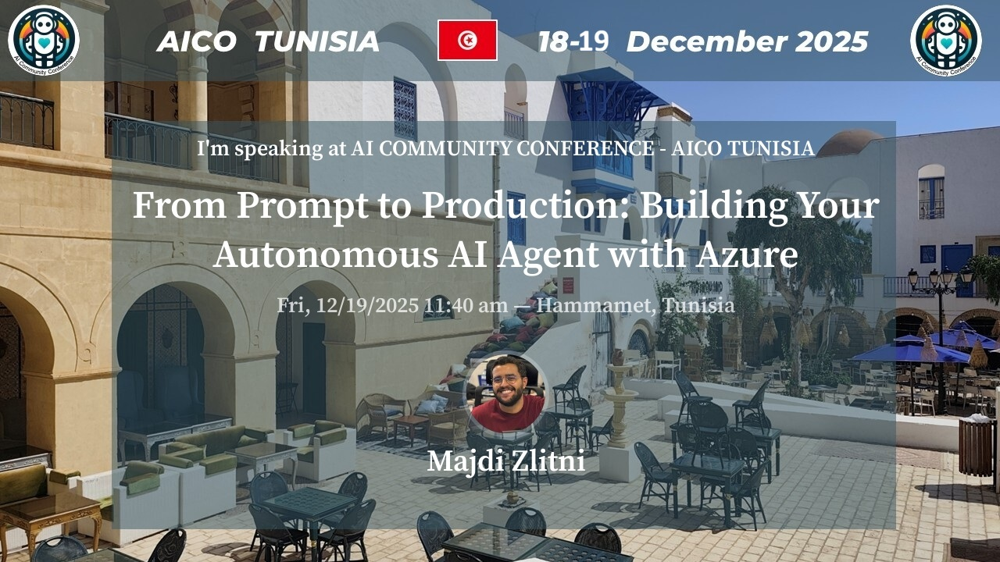 AICO TUNISIA 18-19 December 2025
AI Community Conference
AI Community Conference
I'm speaking at AI COMMUNITY CONFERENCE - AICO TUNISIA
From Prompt to Production: Building Your
Autonomous AI Agent with Azure
Fri, 12/19/2025 11:40 am — Hammamet, Tunisia
Majdi Zlitni